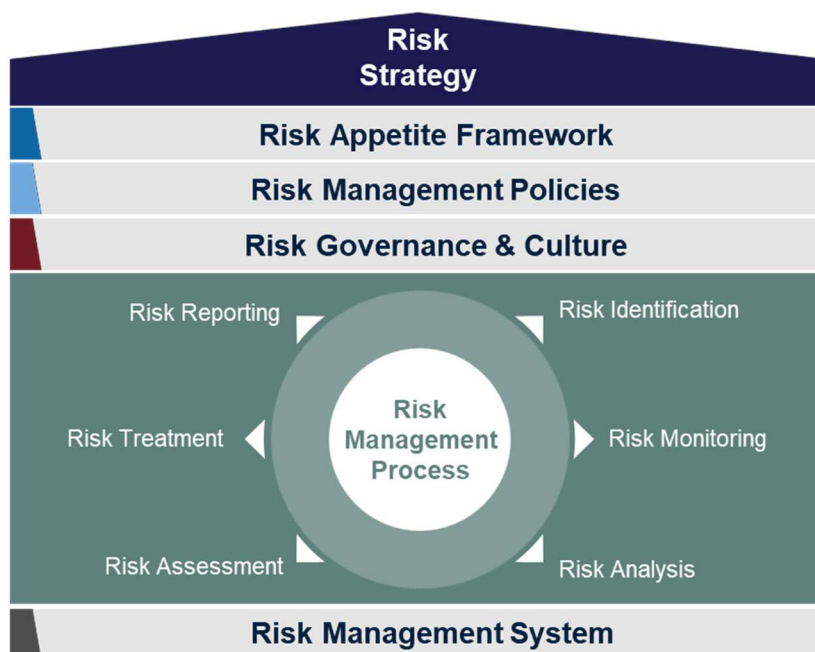 Risk
Strategy
Risk Appetite Framework
Risk Management Policies
Risk Governance & Culture
Risk Reporting
Risk Identification
Risk Treatment
Risk
Management
Process
Risk Monitoring
Risk Assessment
Risk Analysis
Risk Management System